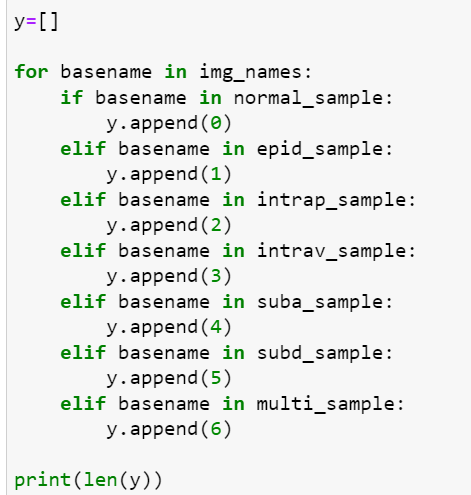 y=[]
for basename in img_names:
    if basename in normal_sample:
        y.append(0)
    elif basename in epid_sample:
        y.append(1)
    elif basename in intrap_sample:
        y.append(2)
    elif basename in intrav_sample:
        y.append(3)
    elif basename in suba_sample:
        y.append(4)
    elif basename in subd_sample:
        y.append(5)
    elif basename in multi_sample:
        y.append(6)
print(len(y))